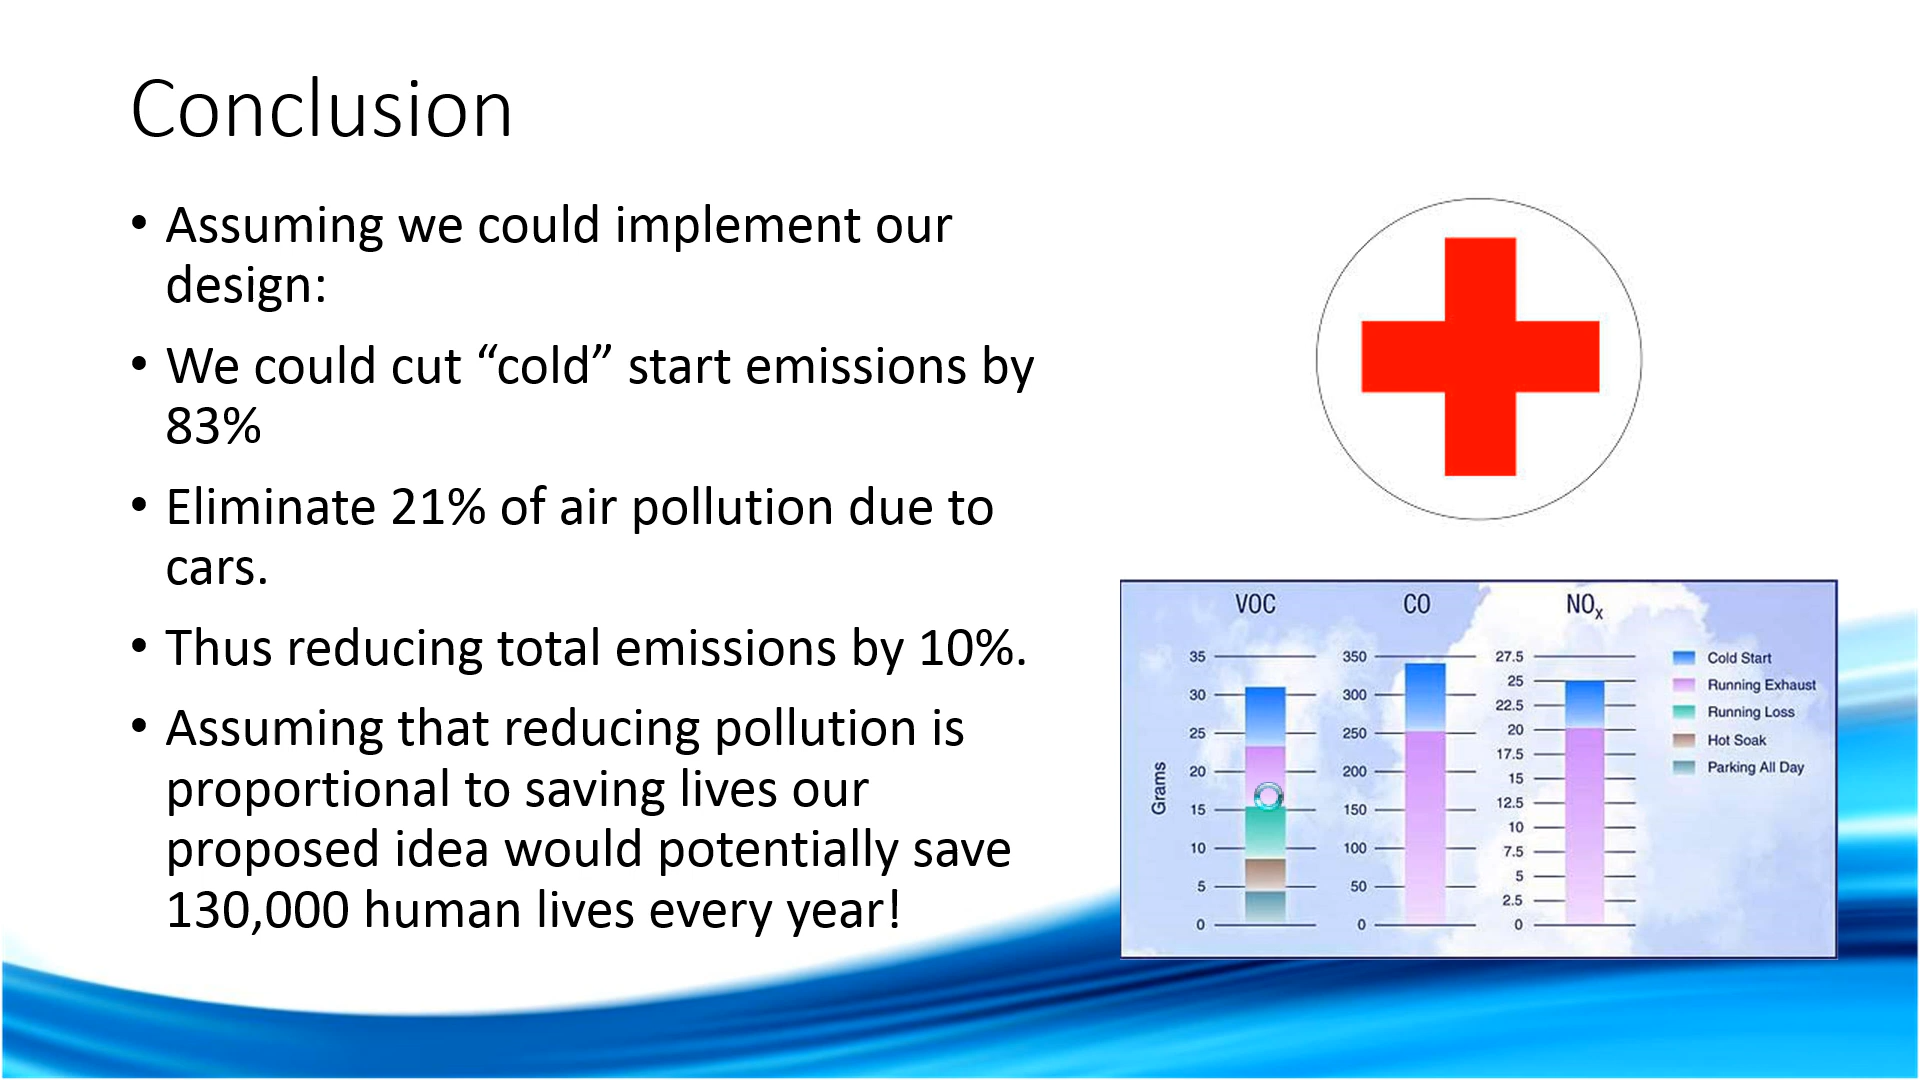 Conclusion
• Assuming we could implement our
design:
• We could cut “cold” start emissions by
83%
• Eliminate 21% of air pollution due to
cars.
• Thus reducing total emissions by 10%.
• Assuming that reducing pollution is
proportional to saving lives our
proposed idea would potentially save
130,000 human lives every year!
VOC CO NOx
Grams
35
30
25
20
15
10
5
0
350
300
250
200
150
100
50
0
27.5
25
22.5
20
17.5
15
12.5
10
7.5
5
2.5
0
Cold Start
Running Exhaust
Running Loss
Hot Soak
Parking All Day